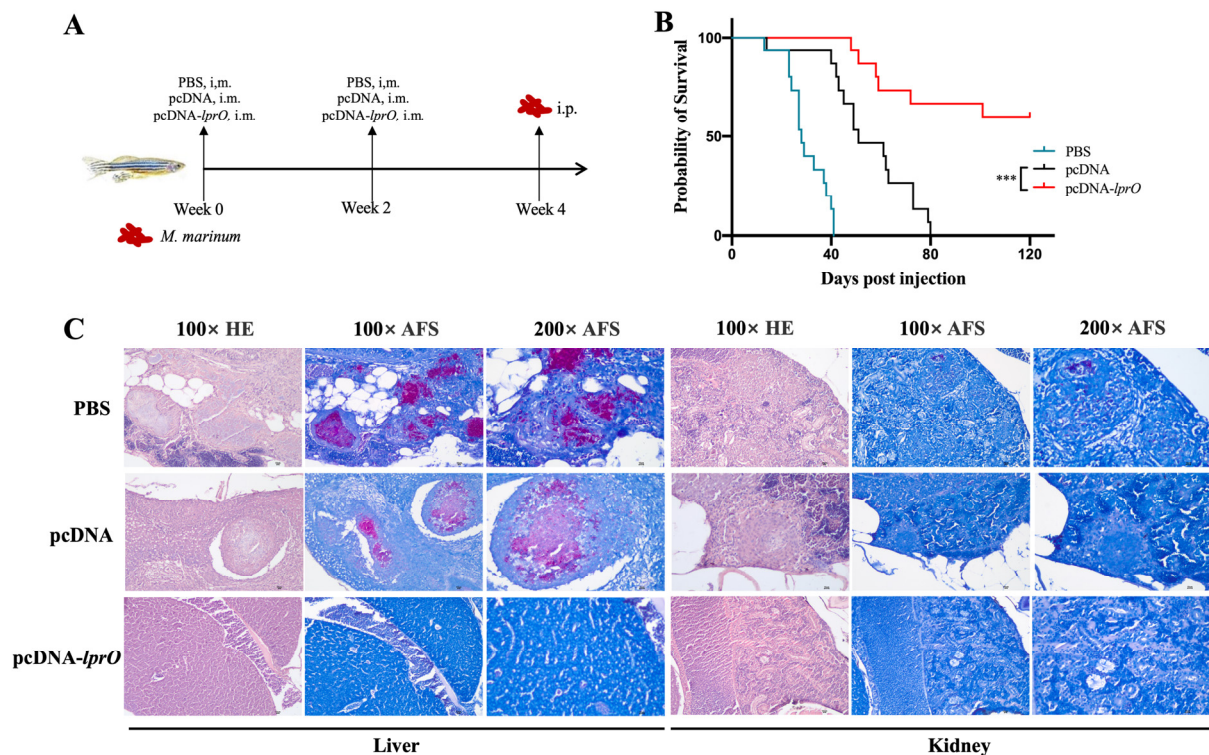 A
PBS, i,m.
pcDNA, i.m.
pcDNA-lprO, i.m.
PBS, i,m.
pcDNA, i.m.
pcDNA-lprO, i.m.
i.p.
Week 0
Week 2
Week 4
M. marinum
B
Probability of Survival
100
50
0
0
40
80
120
Days post injection
PBS
pcDNA
pcDNA-lprO
***
C
100× HE
100× AFS
200× AFS
100× HE
100× AFS
200× AFS
PBS
pcDNA
pcDNA-lprO
Liver
Kidney